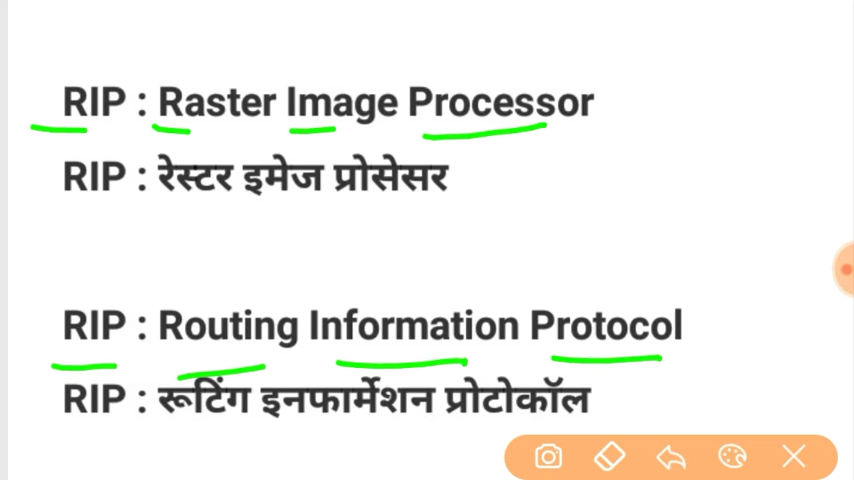 RIP : Raster Image Processor
RIP : रेस्टर इमेज प्रोसेसर
RIP : Routing Information Protocol
RIP : रूटिंग इनफार्मेशन प्रोटोकॉल